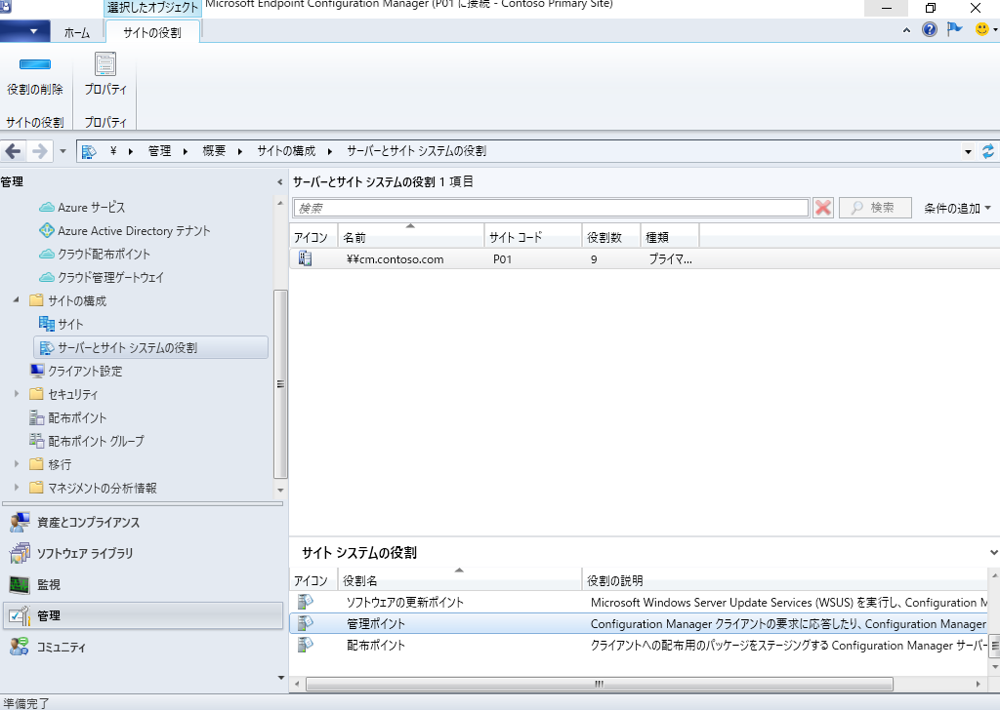 選択したオブジェクト Microsoft Endpoint Configuration Manager (P01 に接続 - Contoso Primary Site)
ホーム サイトの役割
役割の削除 プロパティ
サイトの役割 プロパティ
¥ 管理 概要 サイトの構成 サーバーとサイト システムの役割
管理
Azure サービス
Azure Active Directory テナント
クラウド配布ポイント
クラウド管理ゲートウェイ
サイトの構成
サイト
サーバーとサイト システムの役割
クライアント設定
セキュリティ
配布ポイント
配布ポイント グループ
移行
マネジメントの分析情報
資産とコンプライアンス
ソフトウェア ライブラリ
監視
管理
コミュニティ
サーバーとサイト システムの役割 1 項目
検索 検索 条件の追加
アイコン 名前 サイト コード 役割数 種類
¥¥cm.contoso.com P01 9 プライマ...
サイト システムの役割
アイコン 役割名 役割の説明
ソフトウェアの更新ポイント Microsoft Windows Server Update Services (WSUS) を実行し、Configuration M
管理ポイント Configuration Manager クライアントの要求に応答したり、Configuration Manager
配布ポイント クライアントへの配布用のパッケージをステージングする Configuration Manager サーバー
準備完了